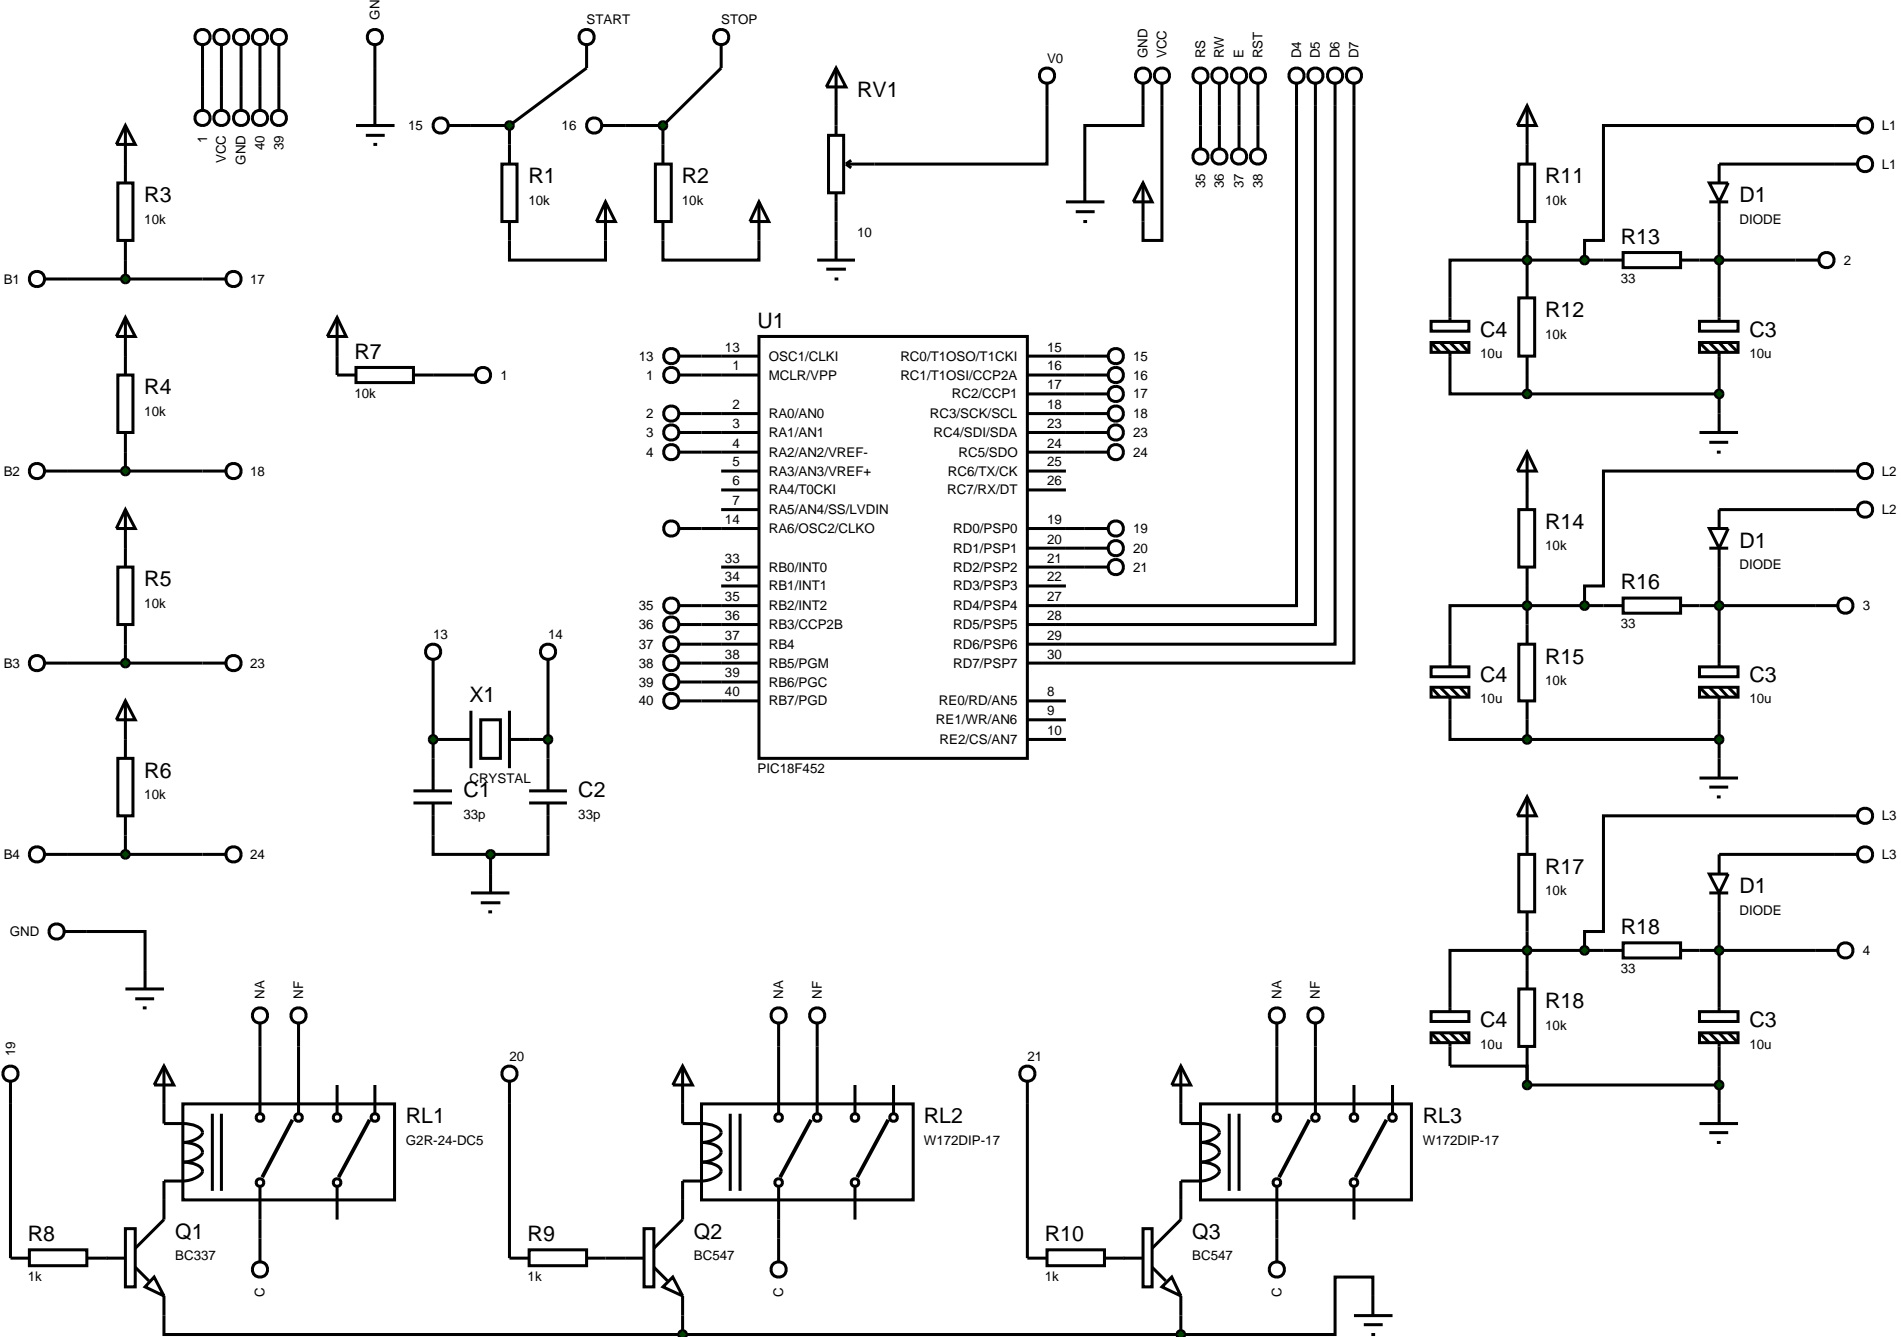 GN
START
STOP
V0
GND
VCC
RS
RW
E
RST
D4
D5
D6
D7
RV1
10
1
VCC
GND
40
39
15
16
R1
10k
R2
10k
35
36
37
38
R3
10k
B1
17
R4
10k
B2
18
R5
10k
B3
23
R6
10k
B4
24
GND
R7
10k
1
U1
13
13
OSC1/CLKI
1
1
MCLR/VPP
2
2
RA0/AN0
3
3
RA1/AN1
4
4
RA2/AN2/VREF-
5
RA3/AN3/VREF+
6
RA4/T0CKI
7
RA5/AN4/SS/LVDIN
14
RA6/OSC2/CLKO
33
RB0/INT0
34
RB1/INT1
35
35
RB2/INT2
36
36
RB3/CCP2B
37
37
RB4
38
38
RB5/PGM
39
39
RB6/PGC
40
40
RB7/PGD
RC0/T1OSO/T1CKI
15
15
RC1/T1OSI/CCP2A
16
16
RC2/CCP1
17
17
RC3/SCK/SCL
18
18
RC4/SDI/SDA
23
23
RC5/SDO
24
24
RC6/TX/CK
25
RC7/RX/DT
26
RD0/PSP0
19
19
RD1/PSP1
20
20
RD2/PSP2
21
21
RD3/PSP3
22
RD4/PSP4
27
RD5/PSP5
28
RD6/PSP6
29
RD7/PSP7
30
RE0/RD/AN5
8
RE1/WR/AN6
9
RE2/CS/AN7
10
PIC18F452
13
14
X1
CRYSTAL
C1
33p
C2
33p
L1
L1
R11
10k
D1
DIODE
R13
33
2
R12
10k
C4
10u
C3
10u
L2
L2
R14
10k
D1
DIODE
R16
33
3
R15
10k
C4
10u
C3
10u
L3
L3
R17
10k
D1
DIODE
R18
33
4
R18
10k
C4
10u
C3
10u
19
NA
NF
RL1
G2R-24-DC5
R8
1k
Q1
BC337
C
20
NA
NF
RL2
W172DIP-17
R9
1k
Q2
BC547
C
21
NA
NF
RL3
W172DIP-17
R10
1k
Q3
BC547
C